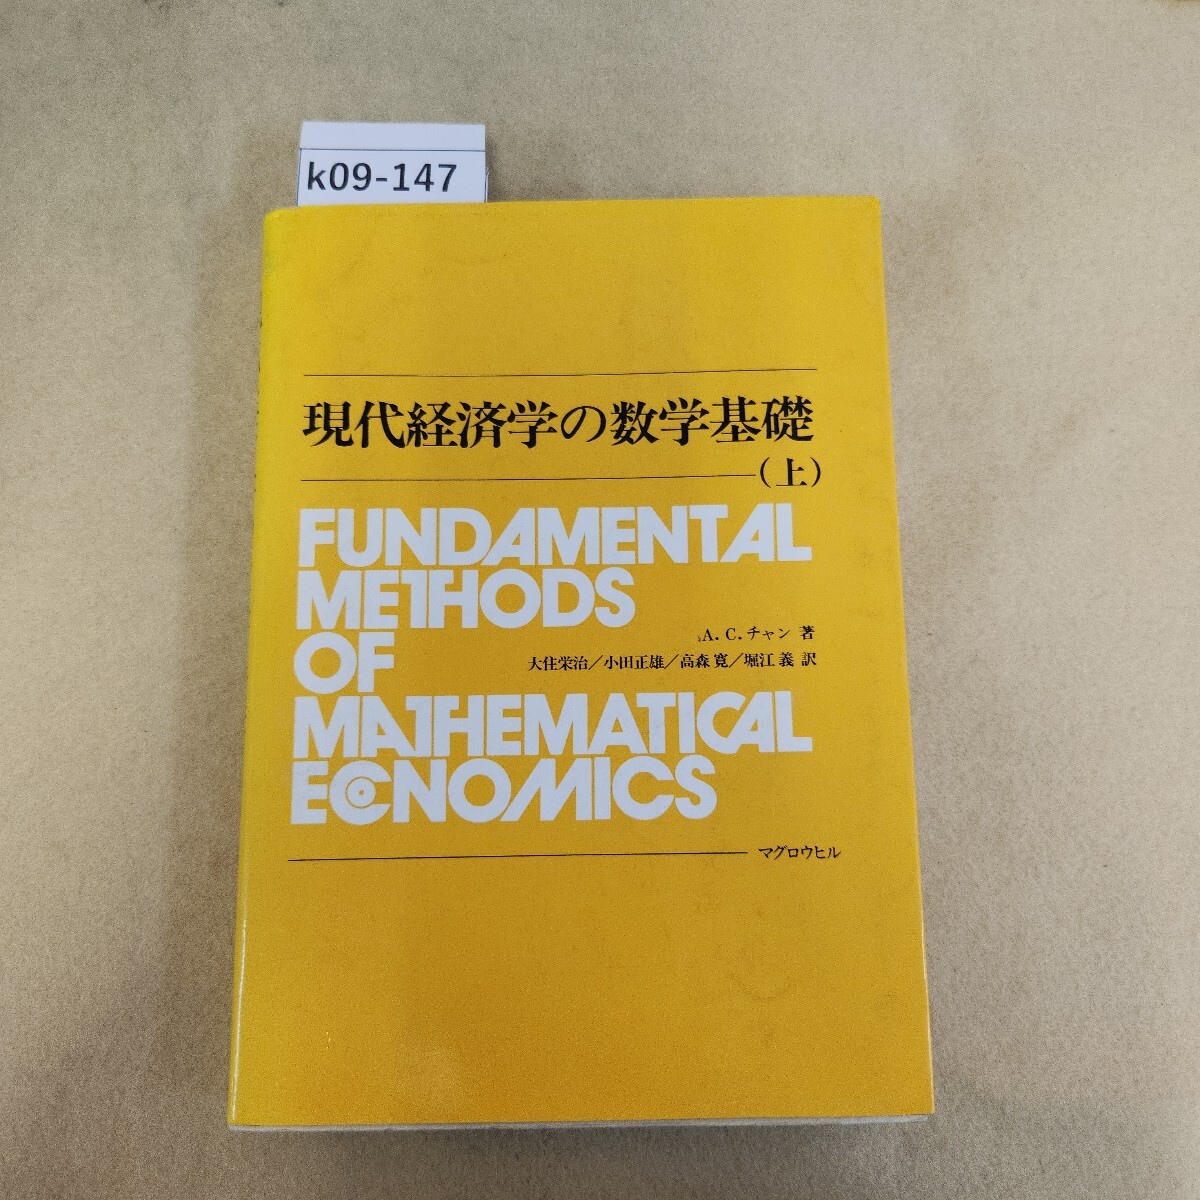 k09-147
現代経済学の数学基礎
(上)
FUNDAMENTAL
METHODS
OF
A.C.チャン 著
大住栄治/小田正雄/高森 寛/堀江 義 訳
MATHEMATICAL
ECONOMICS
マグロウヒル